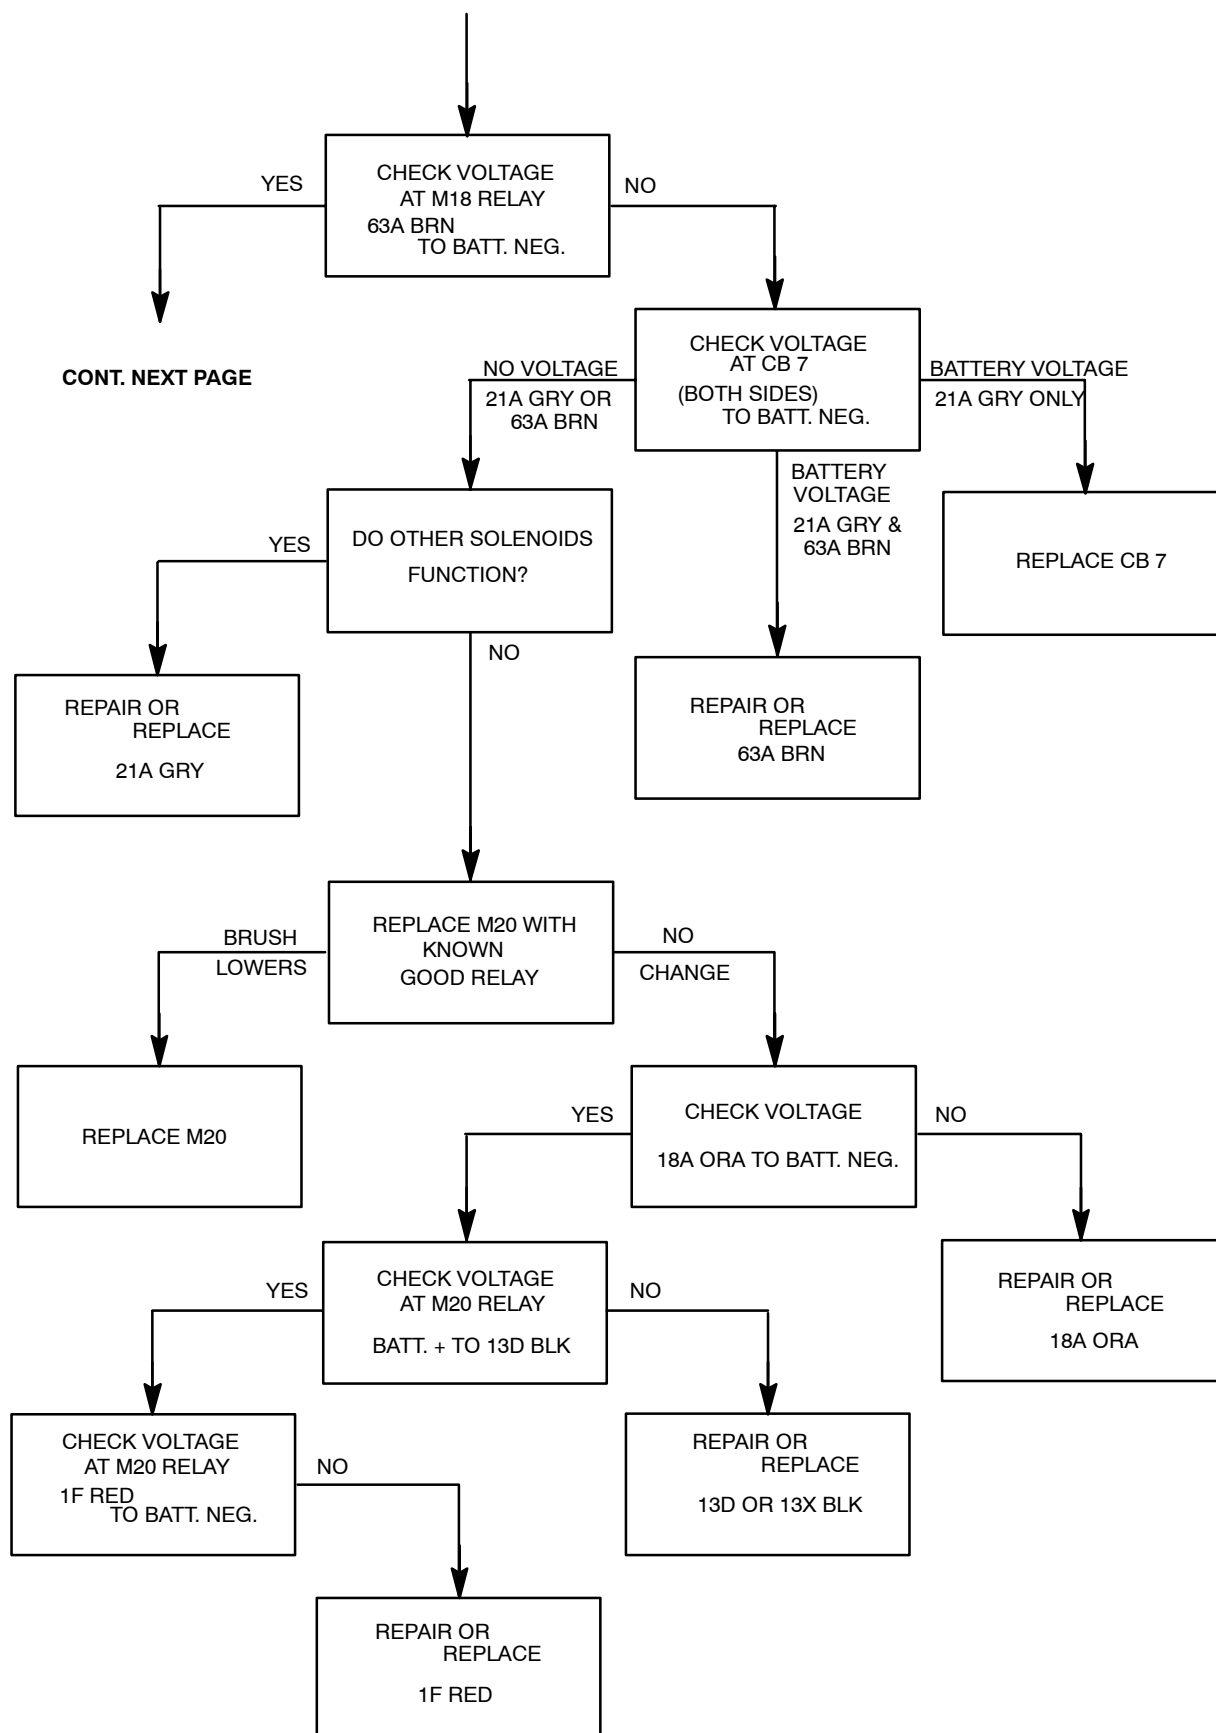 CHECK VOLTAGE
AT M18 RELAY
63A BRN
TO BATT. NEG.
YES
NO
CONT. NEXT PAGE
CHECK VOLTAGE
AT CB 7
(BOTH SIDES)
TO BATT. NEG.
NO VOLTAGE
21A GRY OR
63A BRN
BATTERY VOLTAGE
21A GRY ONLY
BATTERY
VOLTAGE
21A GRY &
63A BRN
DO OTHER SOLENOIDS
FUNCTION?
YES
NO
REPLACE CB 7
REPAIR OR
REPLACE
21A GRY
REPAIR OR
REPLACE
63A BRN
REPLACE M20 WITH
KNOWN
GOOD RELAY
BRUSH
LOWERS
NO
CHANGE
REPLACE M20
CHECK VOLTAGE
18A ORA TO BATT. NEG.
YES
NO
CHECK VOLTAGE
AT M20 RELAY
BATT. + TO 13D BLK
YES
NO
REPAIR OR
REPLACE
18A ORA
CHECK VOLTAGE
AT M20 RELAY
1F RED
TO BATT. NEG.
NO
REPAIR OR
REPLACE
13D OR 13X BLK
REPAIR OR
REPLACE
1F RED